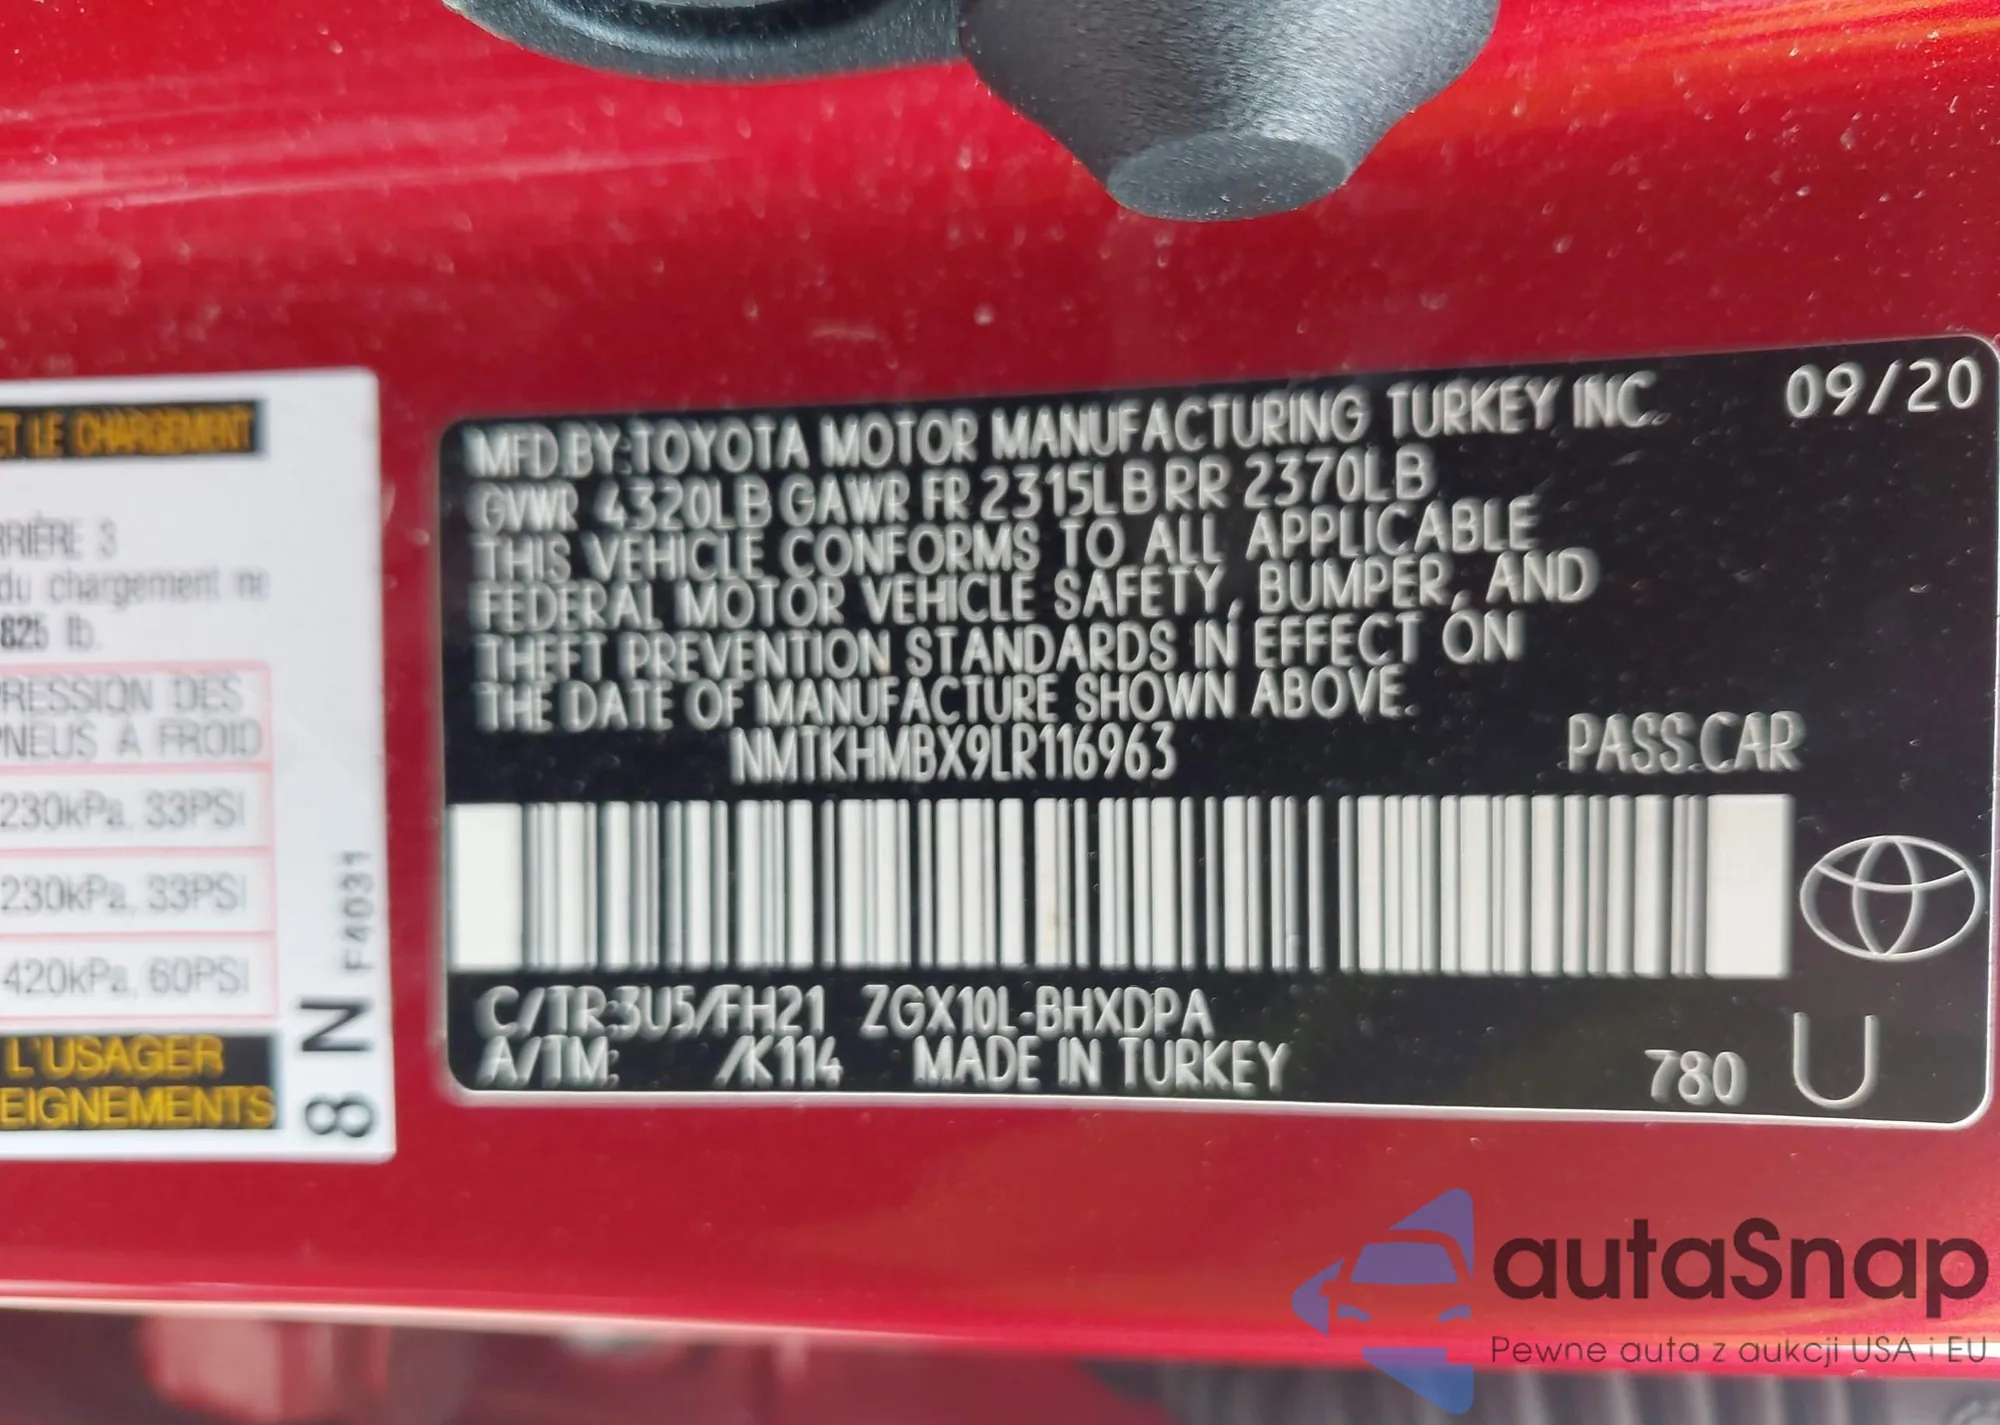 ET LE CHARGEMENT
RRIÈRE 3
du chargement ne
825 lb.
PRESSION DES
PNEUS À FROID
230kPa, 33PSI
230kPa, 33PSI
420kPa, 60PSI
L'USAGER
EIGNEMENTS
8 N
F40031
09/20
MFD.BY:TOYOTA MOTOR MANUFACTURING TURKEY INC.
GVWR 4320LB GAWR FR 2315LB RR 2370LB
THIS VEHICLE CONFORMS TO ALL APPLICABLE
FEDERAL MOTOR VEHICLE SAFETY, BUMPER, AND
THEFT PREVENTION STANDARDS IN EFFECT ON
THE DATE OF MANUFACTURE SHOWN ABOVE.
NMTKHMBX9LR116963 PASS.CAR
C/TR:3U5/FH21 ZGX10L-BHXDPA
A/TM: /K114 MADE IN TURKEY
780 U
autaSnap
Pewne auta z aukcji USA i EU